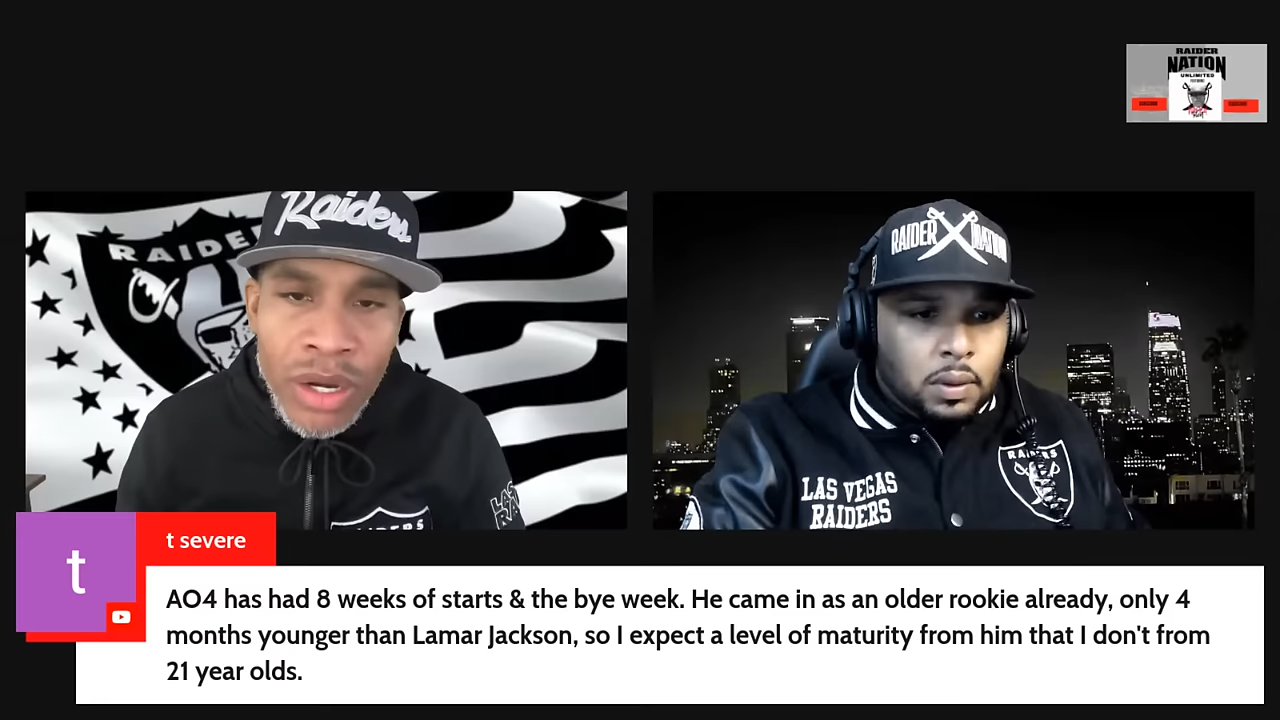 RAIDER
NATION
UNLIMITED
Raiders
RAIDE
RAIDER NATION
LAS VEGAS
RAIDERS
RAIDERS
t severe
t
AO4 has had 8 weeks of starts & the bye week. He came in as an older rookie already, only 4
months younger than Lamar Jackson, so I expect a level of maturity from him that I don't from
21 year olds.